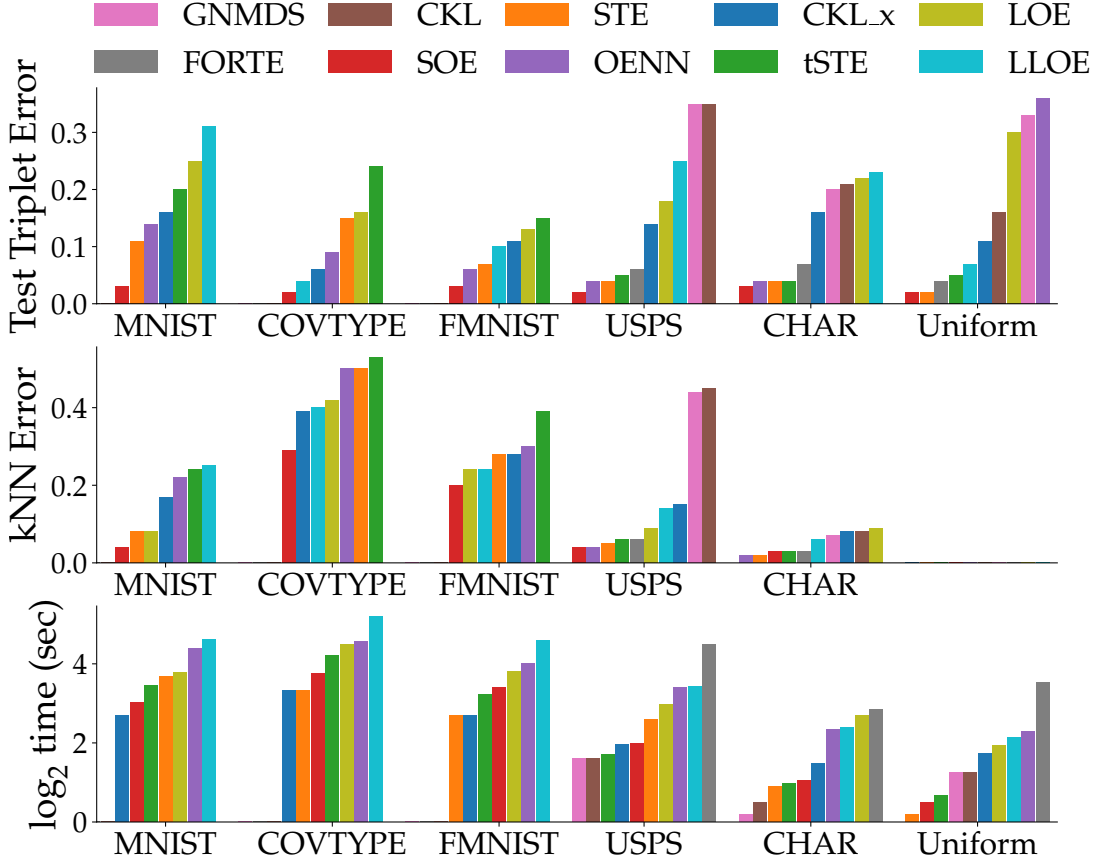 GNMDS CKL STE CKL_x LOE
FORTE SOE OENN tSTE LLOE
Test Triplet Error
0.3
0.2
0.1
0.0
MNIST COVTYPE FMNIST USPS CHAR Uniform
kNN Error
0.4
0.2
0.0
MNIST COVTYPE FMNIST USPS CHAR
log₂ time (sec)
4
2
0
MNIST COVTYPE FMNIST USPS CHAR Uniform